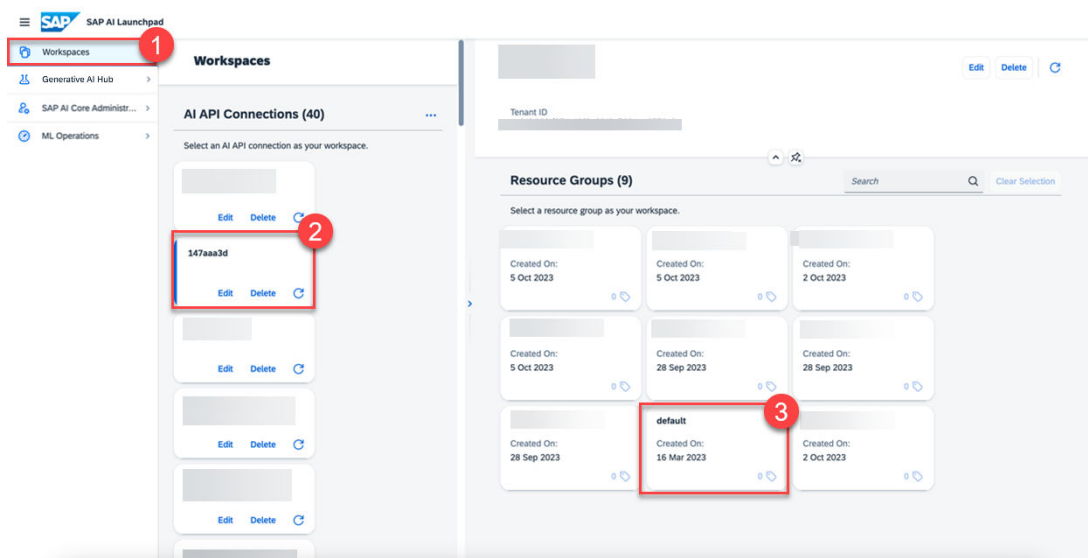 SAP SAP AI Launchpad
1
Workspaces
Generative AI Hub
SAP AI Core Administr...
ML Operations
Workspaces
AI API Connections (40)
...
Select an AI API connection as your workspace.
Edit Delete
2
147aaa3d
Edit Delete
Edit Delete
Edit Delete
Edit Delete
Edit Delete
Tenant ID
Resource Groups (9)
Search
Clear Selection
Select a resource group as your workspace.
Created On:
5 Oct 2023
0
Created On:
5 Oct 2023
0
Created On:
2 Oct 2023
0
Created On:
5 Oct 2023
0
Created On:
28 Sep 2023
0
Created On:
28 Sep 2023
0
Created On:
28 Sep 2023
0
3
default
Created On:
16 Mar 2023
0
Created On:
2 Oct 2023
0